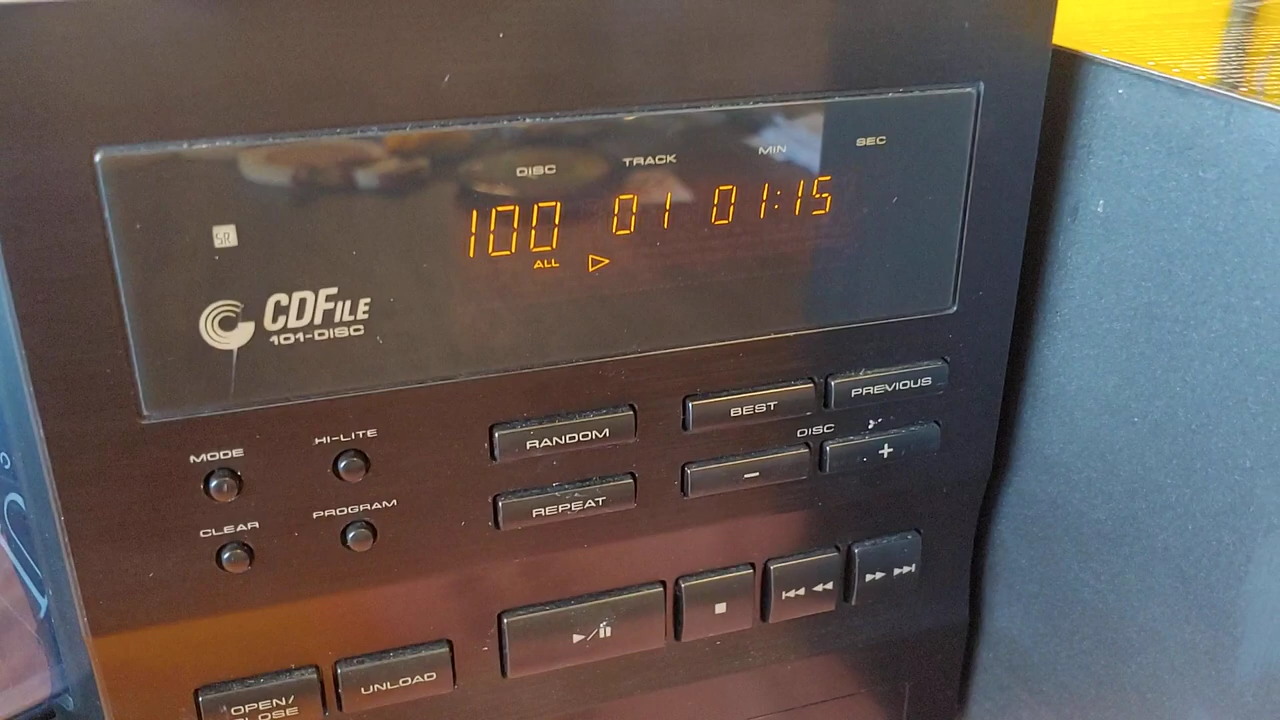 DISC TRACK MIN SEC
100 01 01:15
ALL
SR
CDFILE
101-DISC
BEST PREVIOUS
RANDOM
DISC
- +
MODE HI-LITE
REPEAT
CLEAR PROGRAM
OPEN/
CLOSE
UNLOAD